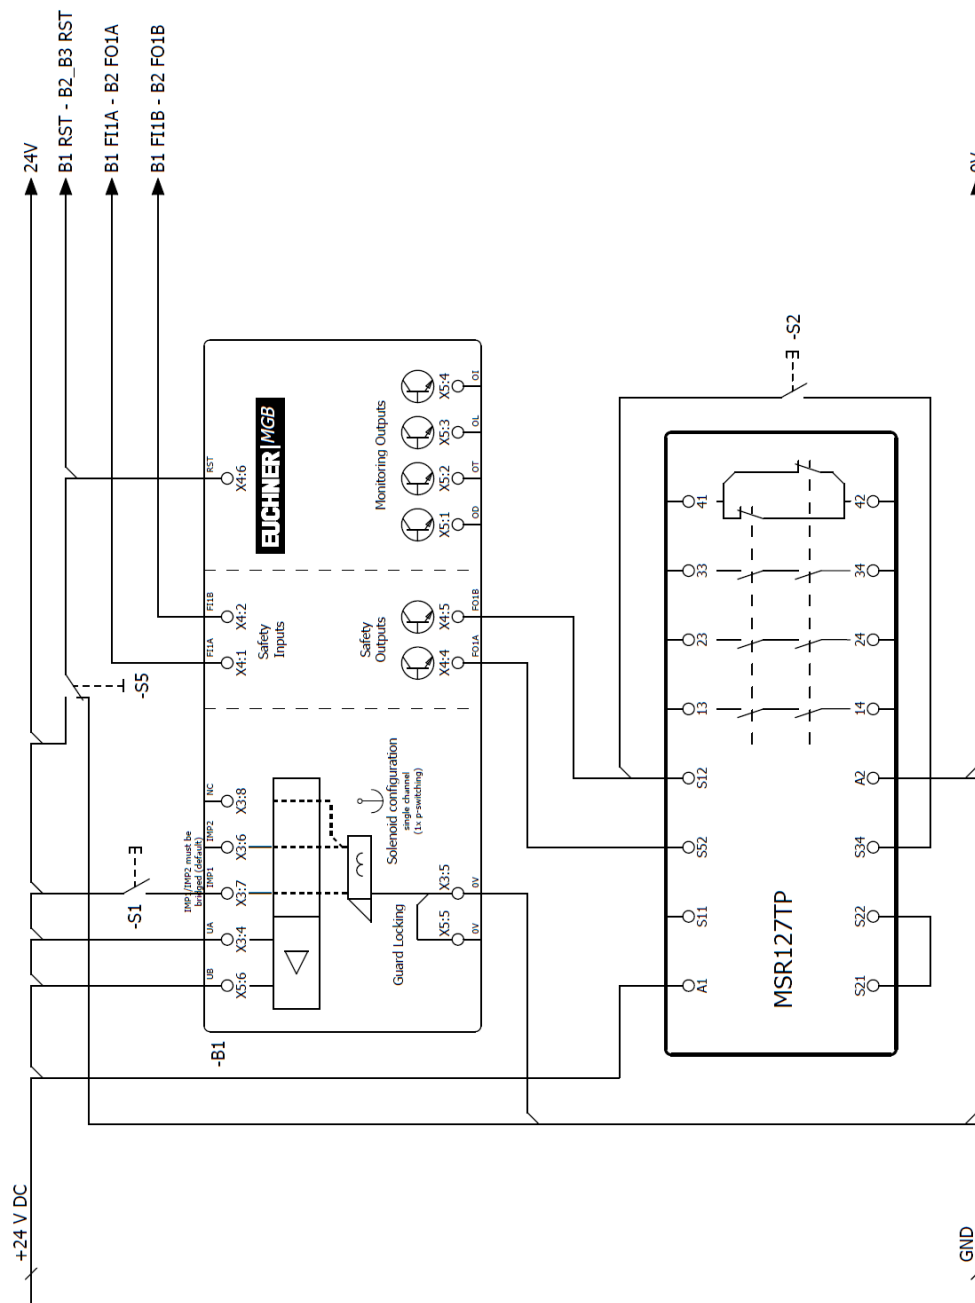 24V
B1 RST - B2_B3 RST
B1 FI1A - B2 FO1A
B1 FI1B - B2 FO1B
0V
+24 V DC
GND
-S5
-S1
-S2
-B1
UB
X5:6
UA
X3:4
IMP1/IMP2 must be
bridged (default)
IMP1
X3:7
IMP2
X3:6
NC
X3:8
FI1A
X4:1
FI1B
X4:2
RST
X4:6
Safety
Inputs
EUCHNER|MGB
Solenoid configuration
single channel
(1x p-switching)
Guard Locking
Safety
Outputs
Monitoring Outputs
X5:5
0V
X3:5
0V
X4:4
FO1A
X4:5
FO1B
X5:1
OD
X5:2
OT
X5:3
OL
X5:4
OI
A1
S11
S52
S12
13
23
33
41
MSR127TP
S21
S22
S34
A2
14
24
34
42